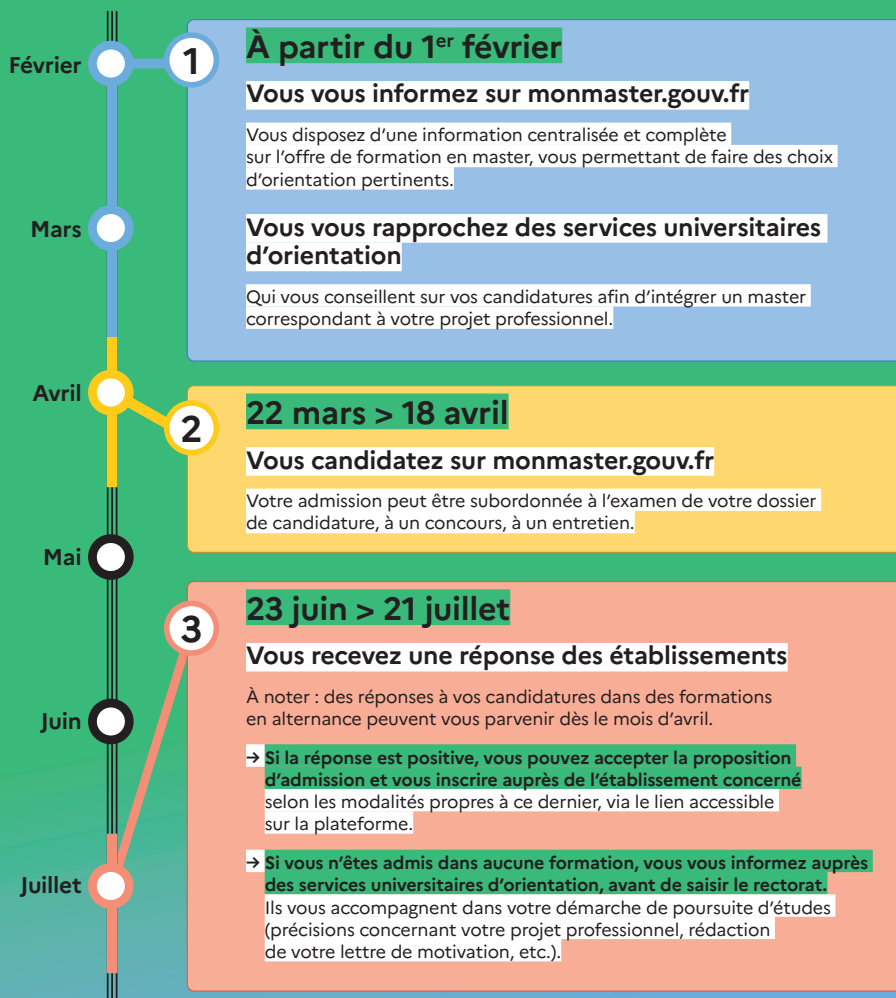 Février
1
À partir du 1er février
Vous vous informez sur monmaster.gouv.fr
Vous disposez d'une information centralisée et complète
sur l'offre de formation en master, vous permettant de faire des choix
d'orientation pertinents.
Mars
Vous vous rapprochez des services universitaires
d'orientation
Qui vous conseillent sur vos candidatures afin d'intégrer un master
correspondant à votre projet professionnel.
Avril
2
22 mars > 18 avril
Vous candidatez sur monmaster.gouv.fr
Votre admission peut être subordonnée à l'examen de votre dossier
de candidature, à un concours, à un entretien.
Mai
3
23 juin > 21 juillet
Vous recevez une réponse des établissements
À noter : des réponses à vos candidatures dans des formations
en alternance peuvent vous parvenir dès le mois d'avril.
Juin
→ Si la réponse est positive, vous pouvez accepter la proposition
d'admission et vous inscrire auprès de l'établissement concerné
selon les modalités propres à ce dernier, via le lien accessible
sur la plateforme.
Juillet
→ Si vous n'êtes admis dans aucune formation, vous vous informez auprès
des services universitaires d'orientation, avant de saisir le rectorat.
Ils vous accompagnent dans votre démarche de poursuite d'études
(précisions concernant votre projet professionnel, rédaction
de votre lettre de motivation, etc.).